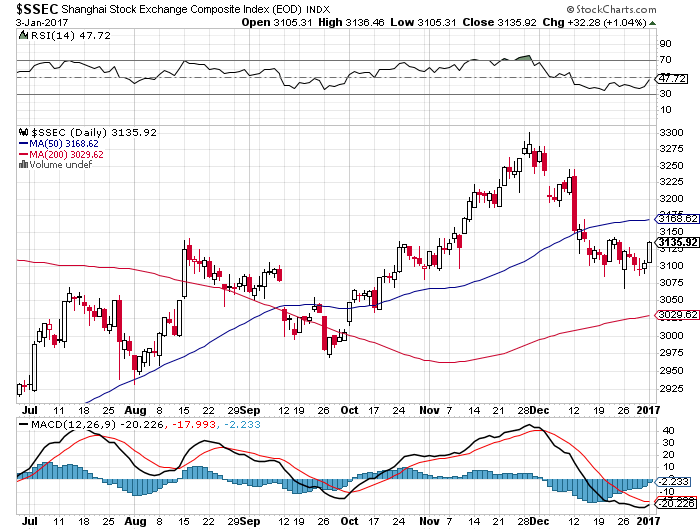 $SSEC Shanghai Stock Exchange Composite Index (EOD) INDX © StockCharts.com
3-Jan-2017 Open 3105.31 High 3136.46 Low 3105.31 Close 3135.92 Chg +32.28 (+1.04%)
RSI(14) 47.72
90
70
47.72
30
10
$SSEC (Daily) 3135.92
MA(50) 3168.62
MA(200) 3029.62
Volume undef
3300
3275
3250
3225
3200
3168.62
3150
3135.92
3100
3075
3050
3029.62
3000
2975
2950
2925
Jul 11 18 25 Aug 8 15 22 29 Sep 12 19 26 Oct 17 24 Nov 7 14 21 28 Dec 12 19 26 2017
MACD(12,26,9) -20.226, -17.993, -2.233
40
30
20
10
-2.233
-10
-20.226
Jul 11 18 25 Aug 8 15 22 29 Sep 12 19 26 Oct 17 24 Nov 7 14 21 28 Dec 12 19 26 2017